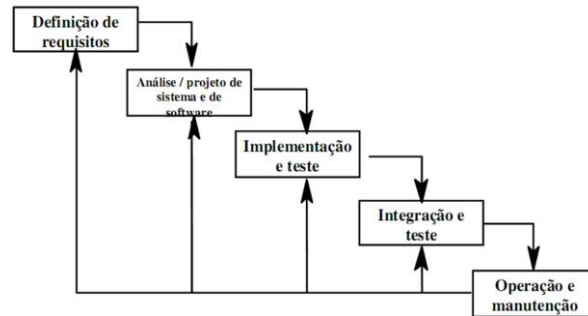 Definição de
requisitos
Análise / projeto de
sistema e de
software
Implementação
e teste
Integração e
teste
Operação e
manutenção